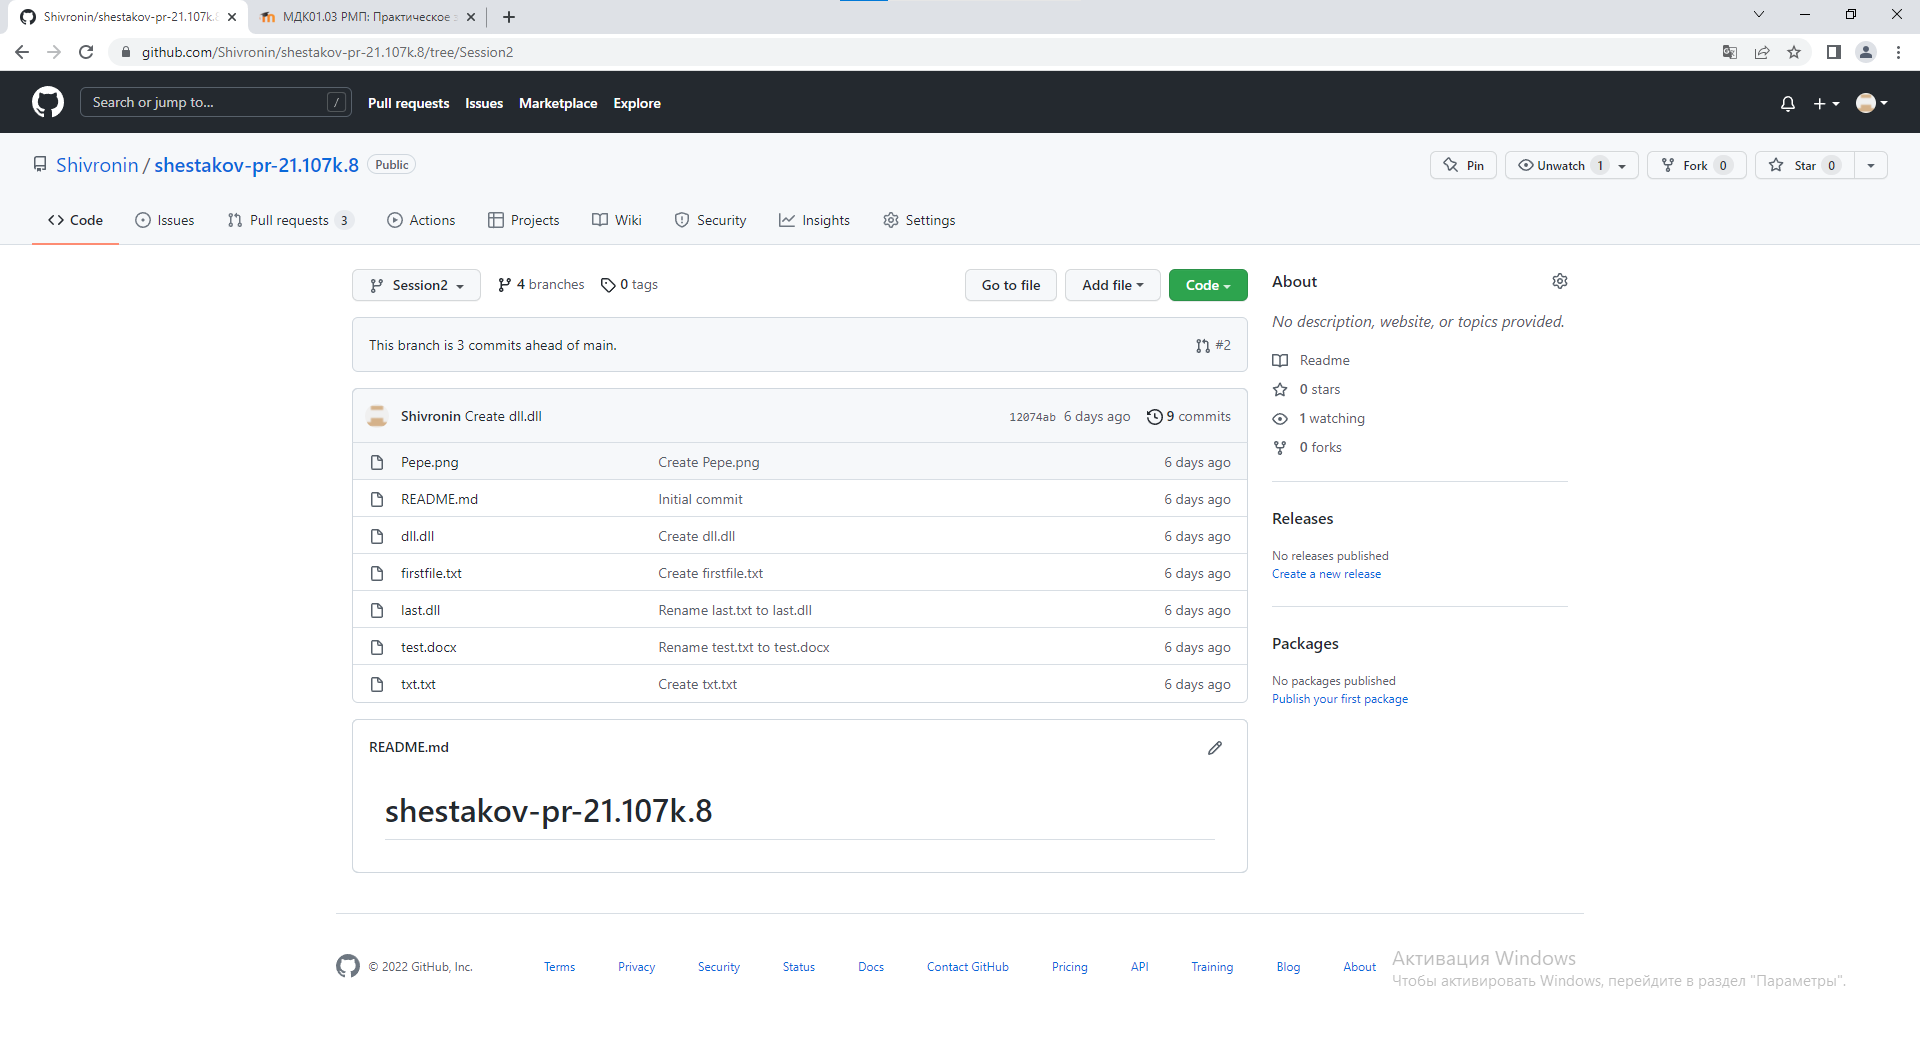 Shivronin/shestakov-pr-21.107k.8
МДК01.03 РМП: Практическое
github.com/Shivronin/shestakov-pr-21.107k.8/tree/Session2
Search or jump to... /
Pull requests Issues Marketplace Explore
Shivronin / shestakov-pr-21.107k.8 Public
Pin Unwatch 1 Fork 0 Star 0
Code Issues Pull requests 3 Actions Projects Wiki Security Insights Settings
Session2 4 branches 0 tags Go to file Add file Code
This branch is 3 commits ahead of main. #2
Shivronin Create dll.dll 12074ab 6 days ago 9 commits
Pepe.png Create Pepe.png 6 days ago
README.md Initial commit 6 days ago
dll.dll Create dll.dll 6 days ago
firstfile.txt Create firstfile.txt 6 days ago
last.dll Rename last.txt to last.dll 6 days ago
test.docx Rename test.txt to test.docx 6 days ago
txt.txt Create txt.txt 6 days ago
README.md
shestakov-pr-21.107k.8
About
No description, website, or topics provided.
Readme
0 stars
1 watching
0 forks
Releases
No releases published
Create a new release
Packages
No packages published
Publish your first package
© 2022 GitHub, Inc. Terms Privacy Security Status Docs Contact GitHub Pricing API Training Blog About
Активация Windows
Чтобы активировать Windows, перейдите в раздел "Параметры".